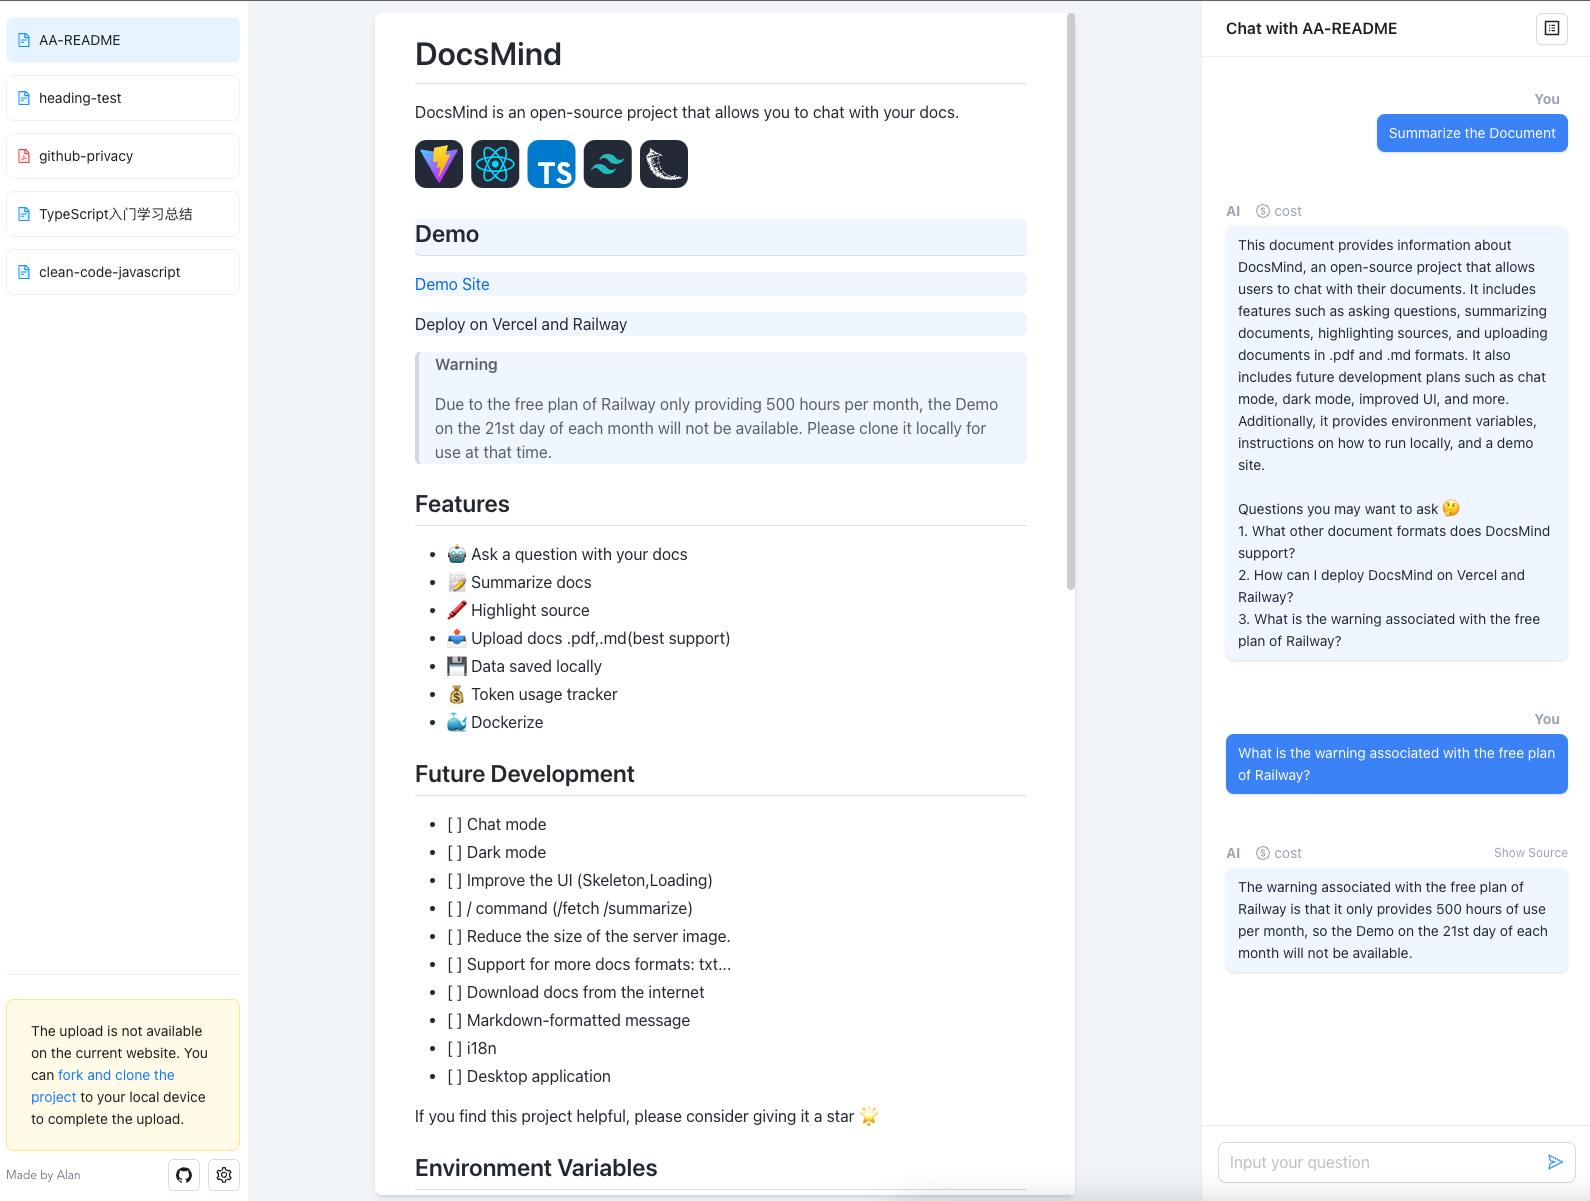 AA-README
heading-test
github-privacy
TypeScript入门学习总结
clean-code-javascript
The upload is not available
on the current website. You
can fork and clone the
project to your local device
to complete the upload.
Made by Alan
DocsMind
DocsMind is an open-source project that allows you to chat with your docs.
TS
Demo
Demo Site
Deploy on Vercel and Railway
Warning
Due to the free plan of Railway only providing 500 hours per month, the Demo
on the 21st day of each month will not be available. Please clone it locally for
use at that time.
Features
• 🤖 Ask a question with your docs
• 📝 Summarize docs
• 🖍️ Highlight source
• 📤 Upload docs .pdf,.md(best support)
• 💾 Data saved locally
• 💰 Token usage tracker
• 🐳 Dockerize
Future Development
• [ ] Chat mode
• [ ] Dark mode
• [ ] Improve the UI (Skeleton,Loading)
• [ ] / command (/fetch /summarize)
• [ ] Reduce the size of the server image.
• [ ] Support for more docs formats: txt...
• [ ] Download docs from the internet
• [ ] Markdown-formatted message
• [ ] i18n
• [ ] Desktop application
If you find this project helpful, please consider giving it a star 🌟
Environment Variables
Chat with AA-README
You
Summarize the Document
AI $ cost
This document provides information about
DocsMind, an open-source project that allows
users to chat with their documents. It includes
features such as asking questions, summarizing
documents, highlighting sources, and uploading
documents in .pdf and .md formats. It also
includes future development plans such as chat
mode, dark mode, improved UI, and more.
Additionally, it provides environment variables,
instructions on how to run locally, and a demo
site.
Questions you may want to ask 🤔
1. What other document formats does DocsMind
support?
2. How can I deploy DocsMind on Vercel and
Railway?
3. What is the warning associated with the free
plan of Railway?
You
What is the warning associated with the free plan
of Railway?
AI $ cost Show Source
The warning associated with the free plan of
Railway is that it only provides 500 hours of use
per month, so the Demo on the 21st day of each
month will not be available.
Input your question